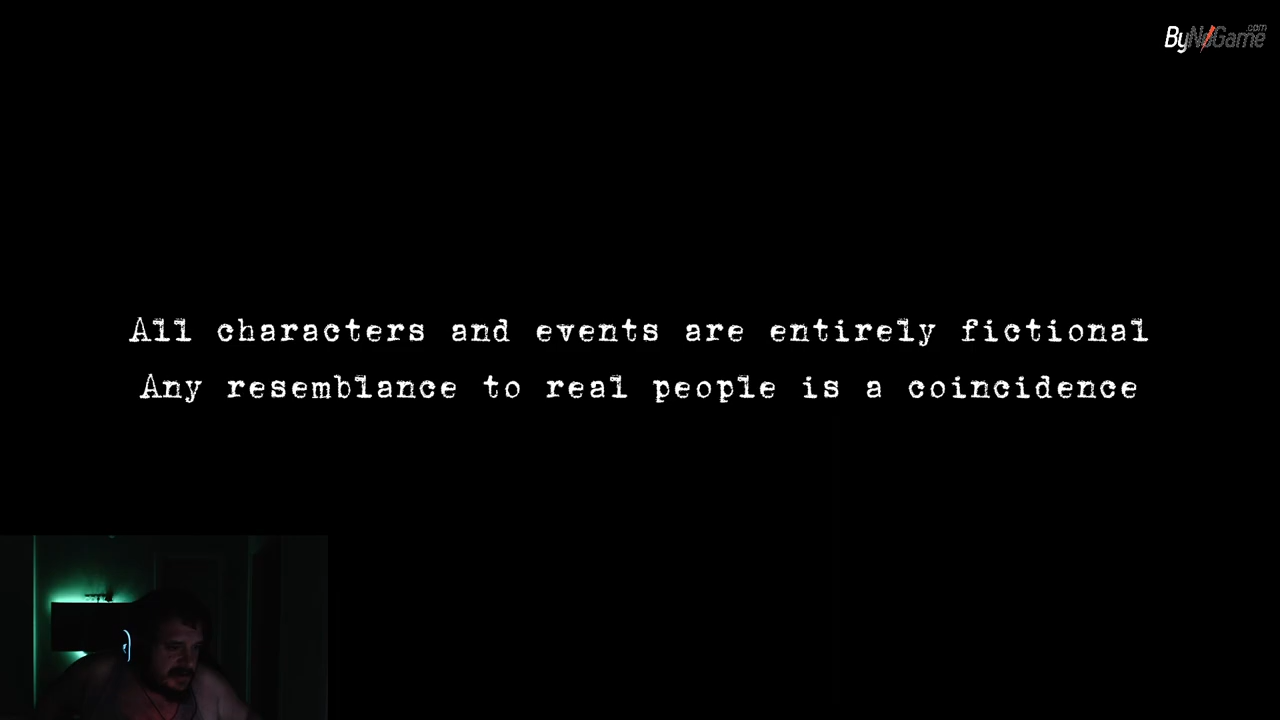 ByNoGame.com
All characters and events are entirely fictional
Any resemblance to real people is a coincidence